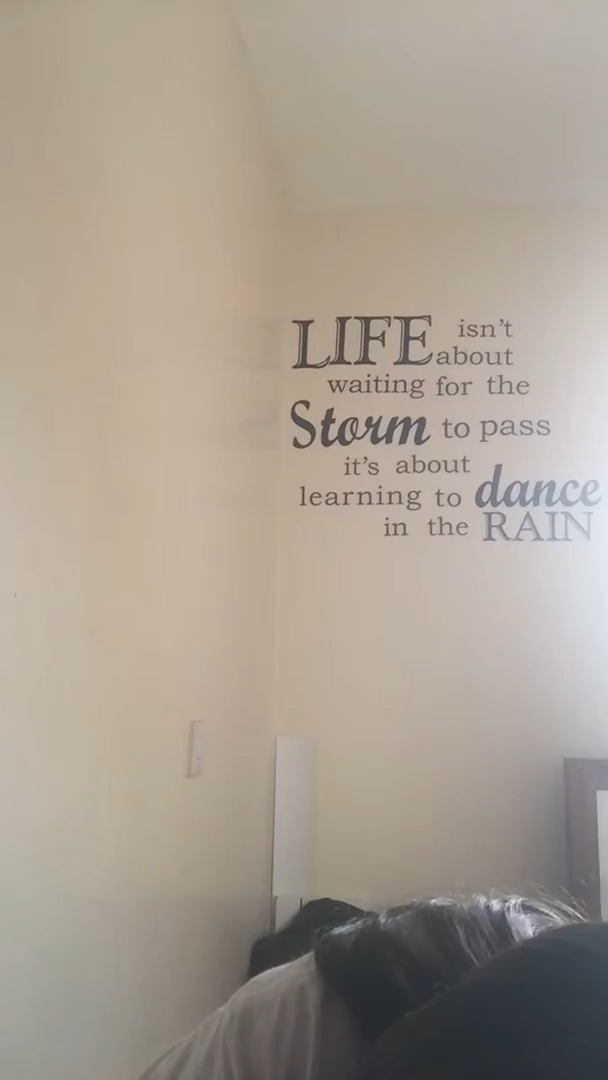 LIFE isn't
about
waiting for the
Storm to pass
it's about
learning to dance
in the RAIN